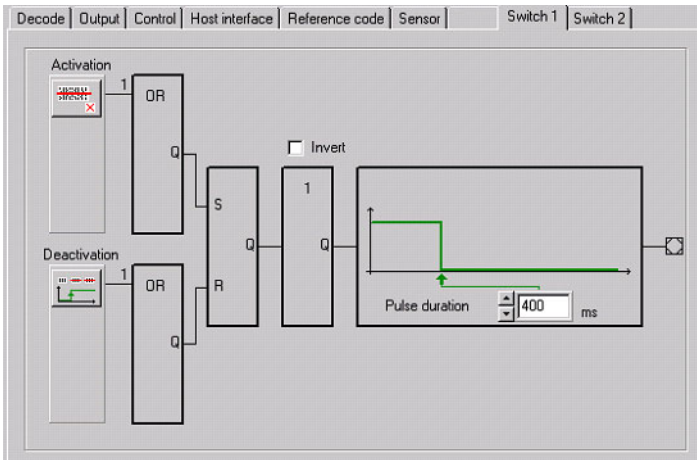 Decode Output Control Host interface Reference code Sensor Switch 1 Switch 2
Activation
1
OR
Q
Invert
S
1
Q
Q
Deactivation
1
OR
R
Pulse duration 400 ms
Q